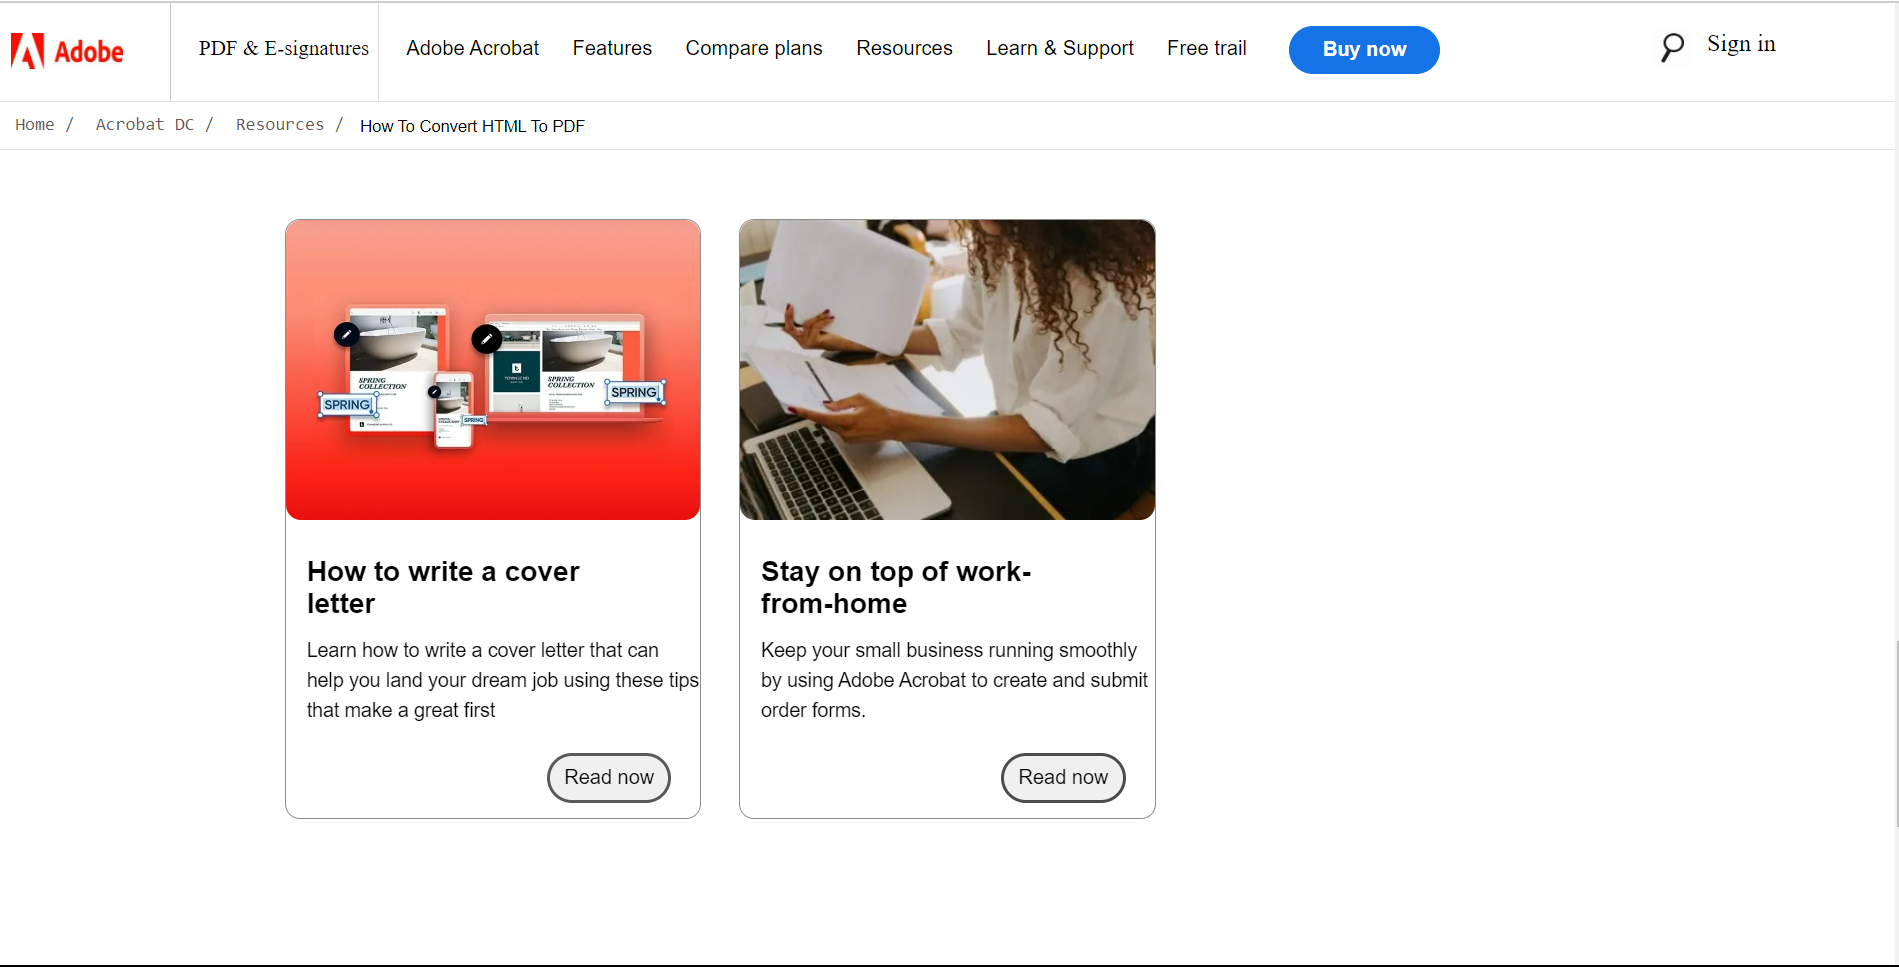 Adobe
PDF & E-signatures
Adobe Acrobat
Features
Compare plans
Resources
Learn & Support
Free trail
Buy now
Sign in
Home / Acrobat DC / Resources / How To Convert HTML To PDF
SPRING
COLLECTION
SPRING
SPRING
TOWNSEND
SPRING
COLLECTION
SPRING
How to write a cover
letter
Learn how to write a cover letter that can
help you land your dream job using these tips
that make a great first
Read now
Stay on top of work-
from-home
Keep your small business running smoothly
by using Adobe Acrobat to create and submit
order forms.
Read now